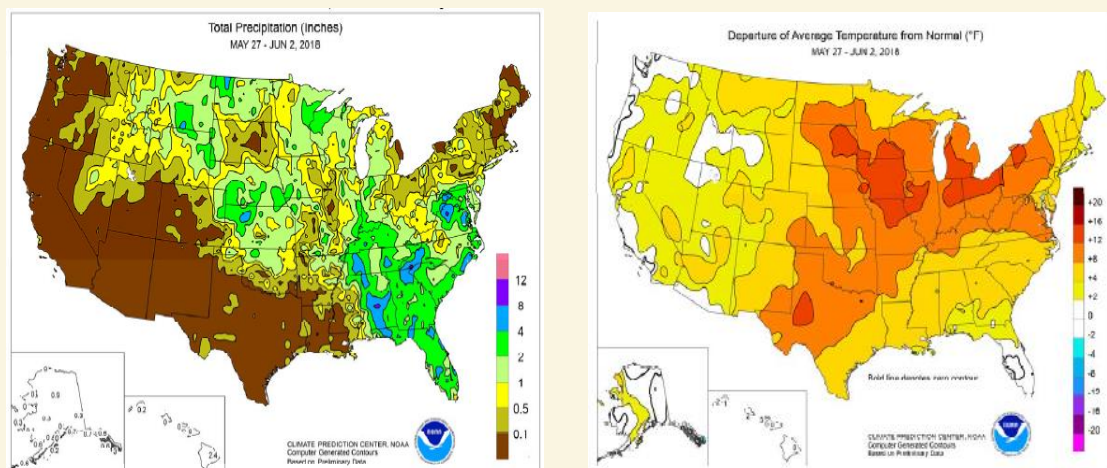 Total Precipitation (Inches)
MAY 27 - JUN 2, 2018
12
8
4
2
1
0.5
0.1
CLIMATE PREDICTION CENTER, NOAA
Computer Generated Contours
Based on Preliminary Data
Departure of Average Temperature from Normal (°F)
MAY 27 - JUN 2, 2018
+20
+16
+12
+8
+4
+2
0
-2
-4
-8
-16
-20
Bold line denotes zero contour
CLIMATE PREDICTION CENTER, NOAA
Computer Generated Contours
Based on Preliminary Data